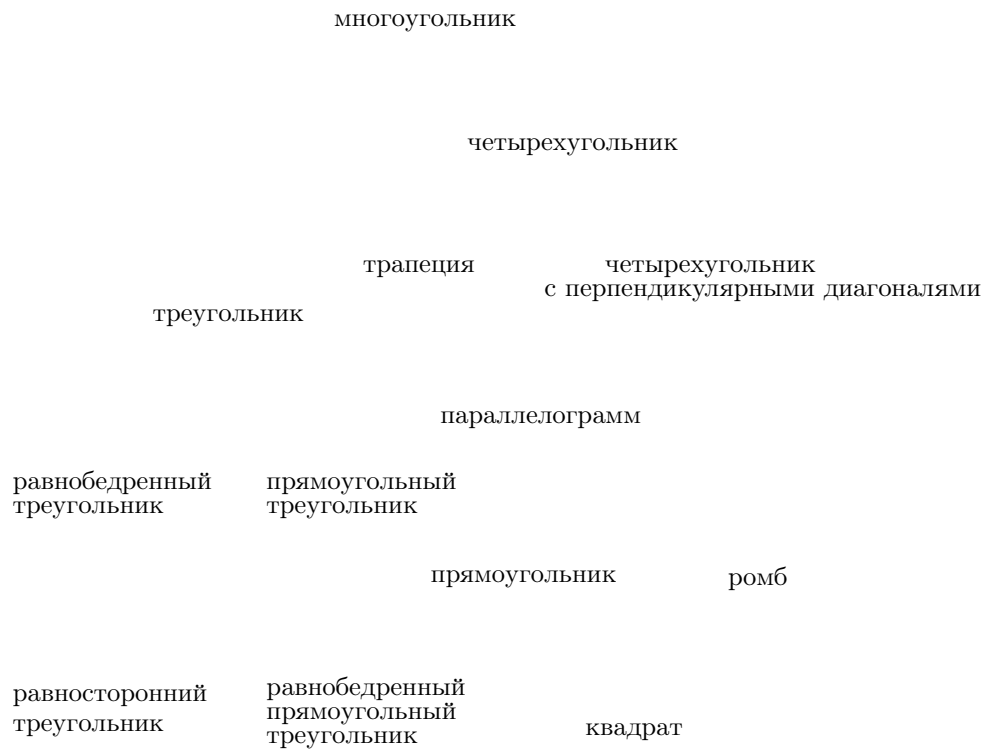 многоугольник
четырехугольник
трапеция
четырехугольник
с перпендикулярными диагоналями
треугольник
параллелограмм
равнобедренный
треугольник
прямоугольный
треугольник
прямоугольник
ромб
равносторонний
треугольник
равнобедренный
прямоугольный
треугольник
квадрат